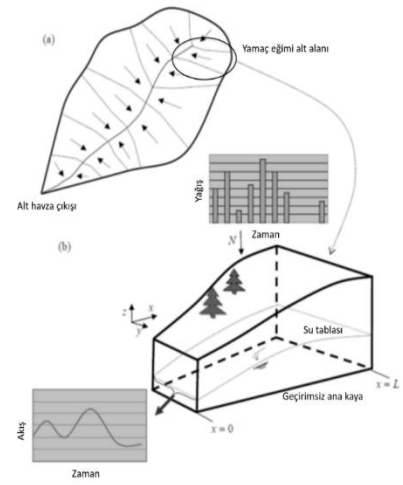 (a)
Yamaç eğimi alt alanı
Alt havza çıkışı
Yağış
Zaman
(b)
N
z
x
y
Su tablası
Geçirimsiz ana kaya
x = L
x = 0
Akış
Zaman